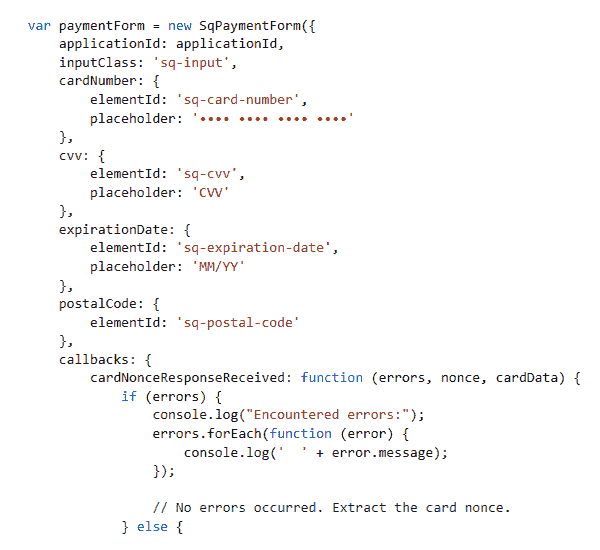 var paymentForm = new SqPaymentForm({
    applicationId: applicationId,
    inputClass: 'sq-input',
    cardNumber: {
        elementId: 'sq-card-number',
        placeholder: '•••• •••• •••• ••••'
    },
    cvv: {
        elementId: 'sq-cvv',
        placeholder: 'CVV'
    },
    expirationDate: {
        elementId: 'sq-expiration-date',
        placeholder: 'MM/YY'
    },
    postalCode: {
        elementId: 'sq-postal-code'
    },
    callbacks: {
        cardNonceResponseReceived: function (errors, nonce, cardData) {
            if (errors) {
                console.log("Encountered errors:");
                errors.forEach(function (error) {
                    console.log('  ' + error.message);
                });

                // No errors occurred. Extract the card nonce.
            } else {